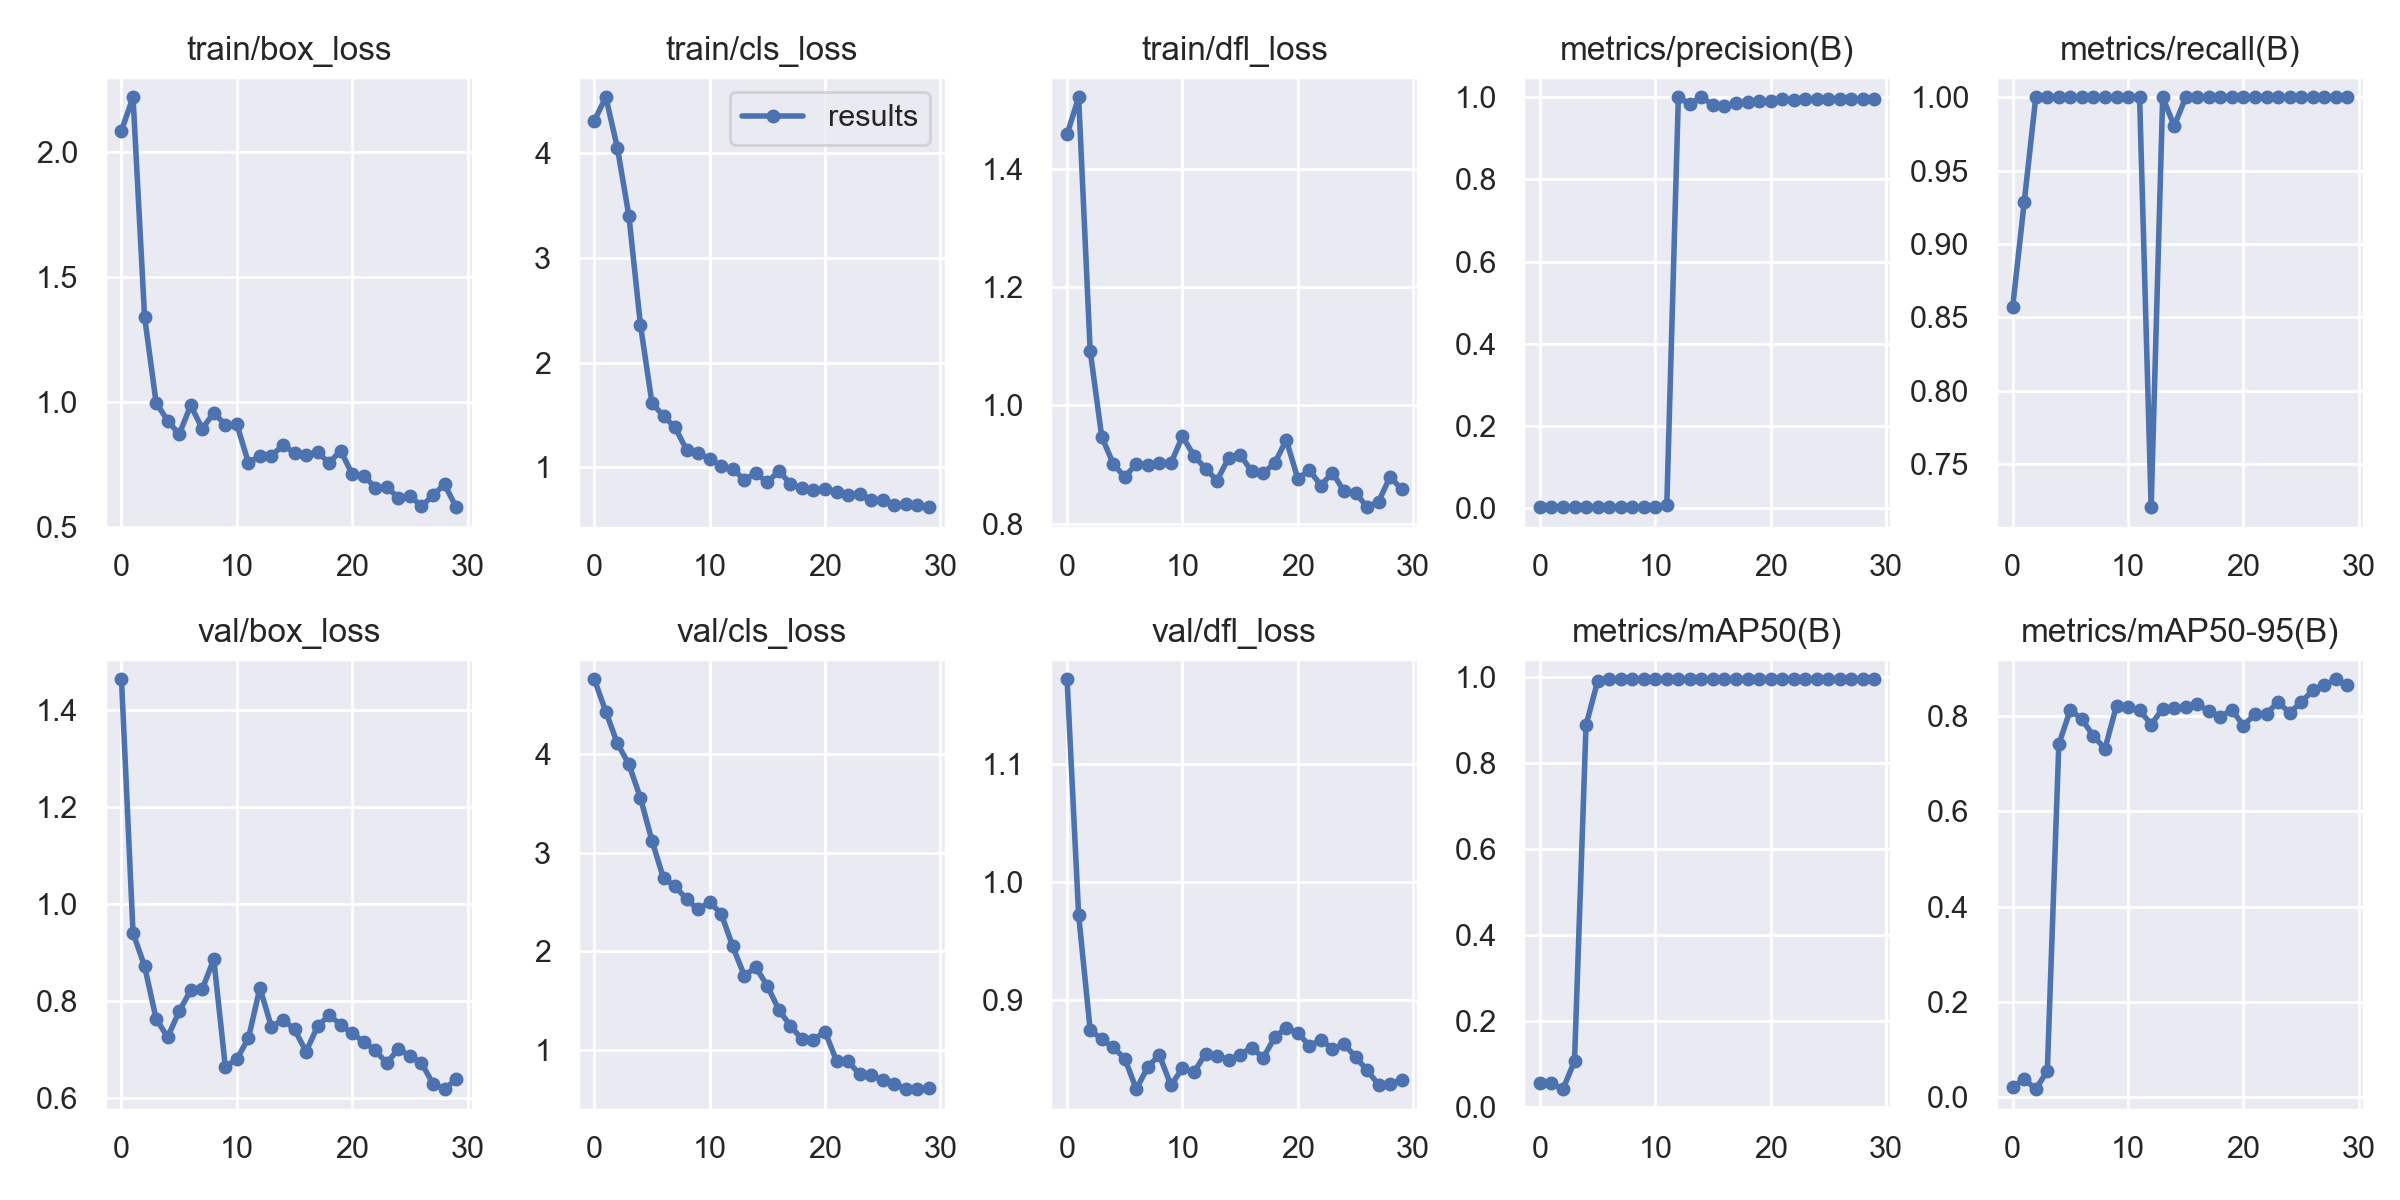 train/box_loss
2.0
1.5
1.0
0.5
0 10 20 30
train/cls_loss
results
4
3
2
1
0 10 20 30
train/dfl_loss
1.4
1.2
1.0
0.8
0 10 20 30
metrics/precision(B)
1.0
0.8
0.6
0.4
0.2
0.0
0 10 20 30
metrics/recall(B)
1.00
0.95
0.90
0.85
0.80
0.75
0 10 20 30
val/box_loss
1.4
1.2
1.0
0.8
0.6
0 10 20 30
val/cls_loss
4
3
2
1
0 10 20 30
val/dfl_loss
1.1
1.0
0.9
0 10 20 30
metrics/mAP50(B)
1.0
0.8
0.6
0.4
0.2
0.0
0 10 20 30
metrics/mAP50-95(B)
0.8
0.6
0.4
0.2
0.0
0 10 20 30